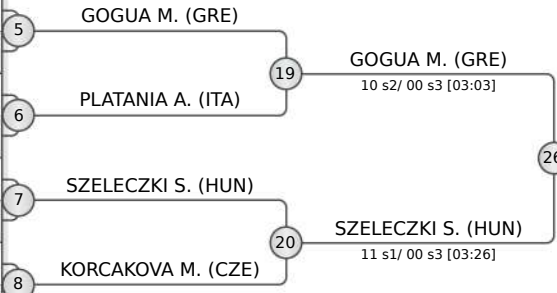 GOGUA M. (GRE)
5
19
GOGUA M. (GRE)
10 s2/ 00 s3 [03:03]
PLATANIA A. (ITA)
6
26
SZELECZKI S. (HUN)
7
20
SZELECZKI S. (HUN)
11 s1/ 00 s3 [03:26]
KORCAKOVA M. (CZE)
8